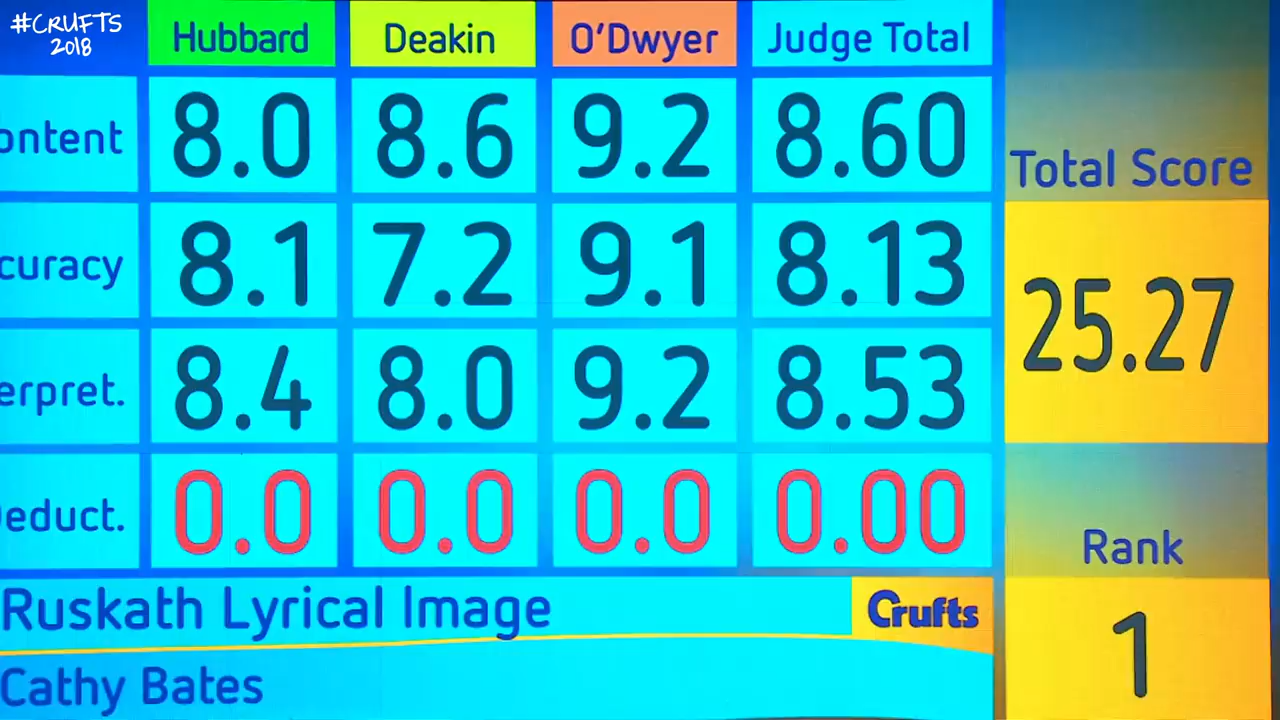 #CRUFTS
2018
Hubbard Deakin O'Dwyer Judge Total
ontent 8.0 8.6 9.2 8.60
curacy 8.1 7.2 9.1 8.13
erpret. 8.4 8.0 9.2 8.53
educt. 0.0 0.0 0.0 0.00
Total Score
25.27
Rank
1
Ruskath Lyrical Image
Crufts
Cathy Bates